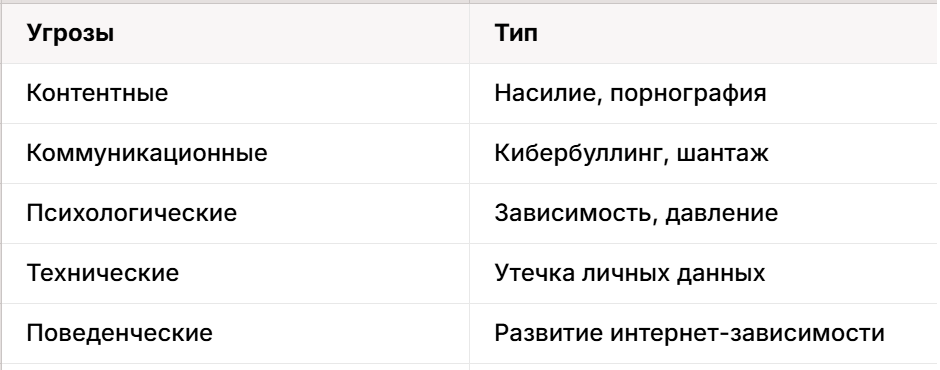 Угрозы Тип
Контентные Насилие, порнография
Коммуникационные Кибербуллинг, шантаж
Психологические Зависимость, давление
Технические Утечка личных данных
Поведенческие Развитие интернет-зависимости